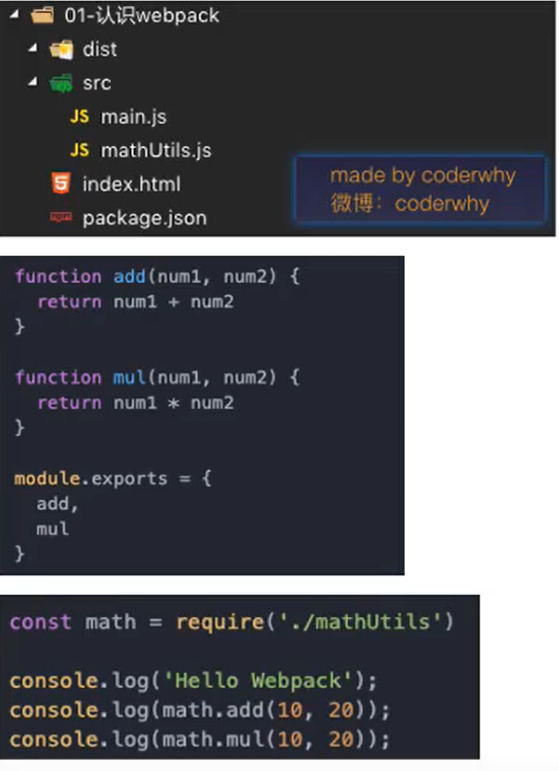 01-认识webpack
dist
src
JS main.js
JS mathUtils.js
5 index.html
npm package.json
made by coderwhy
微博：coderwhy
function add(num1, num2) {
  return num1 + num2
}
function mul(num1, num2) {
  return num1 * num2
}
module.exports = {
  add,
  mul
}
const math = require('./mathUtils')
console.log('Hello Webpack');
console.log(math.add(10, 20));
console.log(math.mul(10, 20));